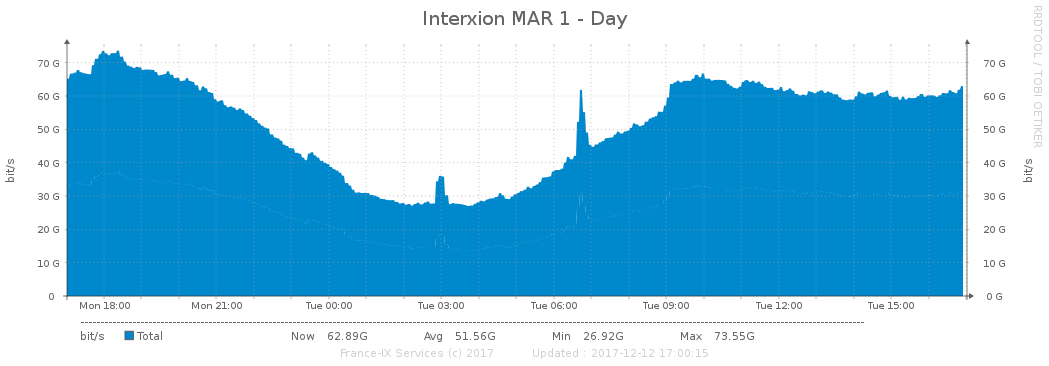 Interxion MAR 1 - Day
RRDTOOL / TOBI OETIKER
bit/s
70 G 70 G
60 G 60 G
50 G 50 G
40 G 40 G
30 G 30 G
20 G 20 G
10 G 10 G
0 0 G
bit/s
Mon 18:00 Mon 21:00 Tue 00:00 Tue 03:00 Tue 06:00 Tue 09:00 Tue 12:00 Tue 15:00
bit/s Total Now 62.89G Avg 51.56G Min 26.92G Max 73.55G
France-IX Services (c) 2017 Updated : 2017-12-12 17:00:15